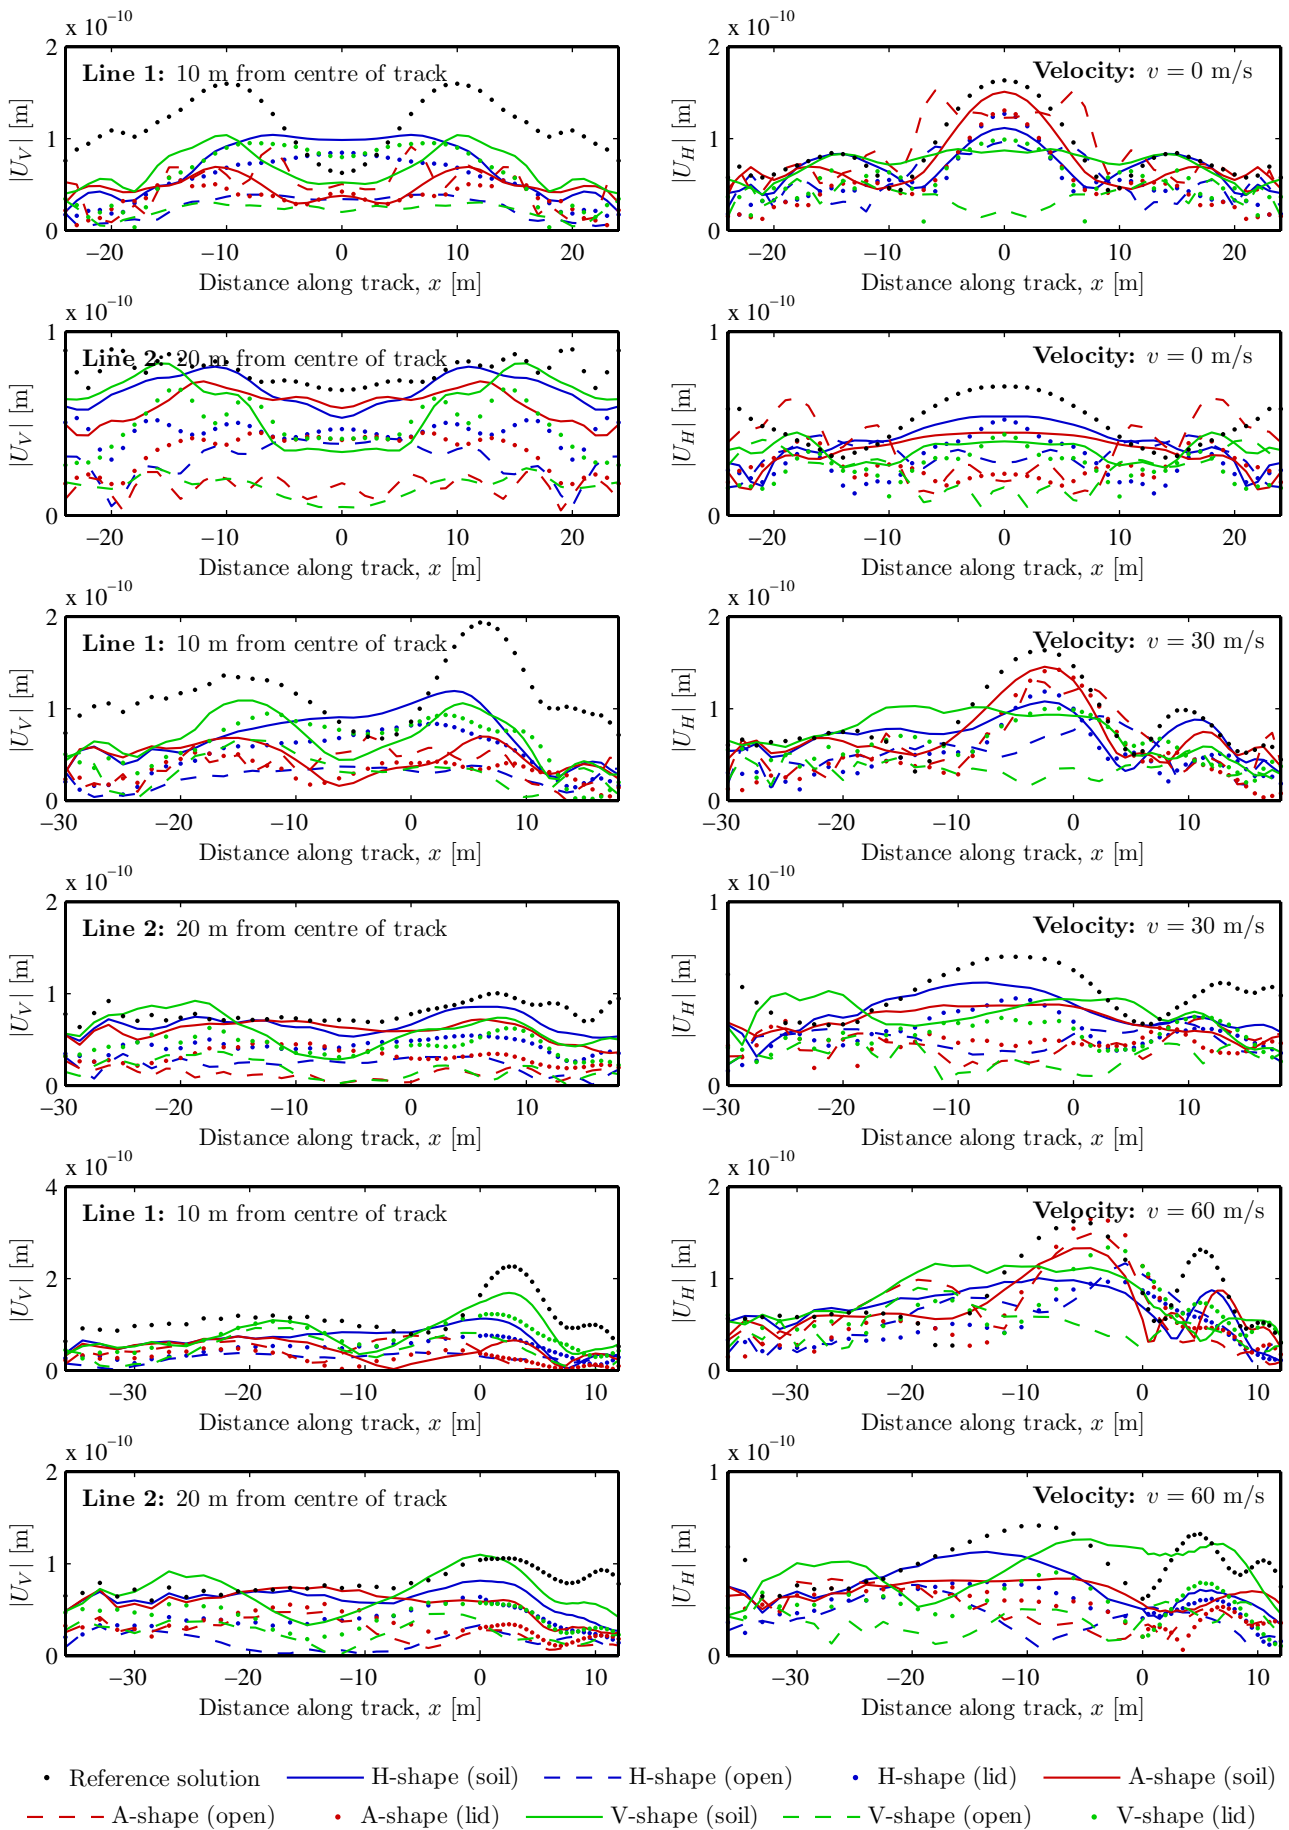 x 10⁻¹⁰
2
1
0
|U_V| [m]
Line 1: 10 m from centre of track
−20 −10 0 10 20
Distance along track, x [m]
x 10⁻¹⁰
2
1
0
|U_H| [m]
Velocity: v = 0 m/s
−20 −10 0 10 20
Distance along track, x [m]
x 10⁻¹⁰
1
0
|U_V| [m]
Line 2: 20 m from centre of track
−20 −10 0 10 20
Distance along track, x [m]
x 10⁻¹⁰
1
0
|U_H| [m]
Velocity: v = 0 m/s
−20 −10 0 10 20
Distance along track, x [m]
x 10⁻¹⁰
2
1
0
|U_V| [m]
Line 1: 10 m from centre of track
−30 −20 −10 0 10
Distance along track, x [m]
x 10⁻¹⁰
2
1
0
|U_H| [m]
Velocity: v = 30 m/s
−30 −20 −10 0 10
Distance along track, x [m]
x 10⁻¹⁰
2
1
0
|U_V| [m]
Line 2: 20 m from centre of track
−30 −20 −10 0 10
Distance along track, x [m]
x 10⁻¹⁰
1
0
|U_H| [m]
Velocity: v = 30 m/s
−30 −20 −10 0 10
Distance along track, x [m]
x 10⁻¹⁰
4
2
0
|U_V| [m]
Line 1: 10 m from centre of track
−30 −20 −10 0 10
Distance along track, x [m]
x 10⁻¹⁰
2
1
0
|U_H| [m]
Velocity: v = 60 m/s
−30 −20 −10 0 10
Distance along track, x [m]
x 10⁻¹⁰
2
1
0
|U_V| [m]
Line 2: 20 m from centre of track
−30 −20 −10 0 10
Distance along track, x [m]
x 10⁻¹⁰
1
0
|U_H| [m]
Velocity: v = 60 m/s
−30 −20 −10 0 10
Distance along track, x [m]
Reference solution H-shape (soil) H-shape (open) H-shape (lid) A-shape (soil)
A-shape (open) A-shape (lid) V-shape (soil) V-shape (open) V-shape (lid)